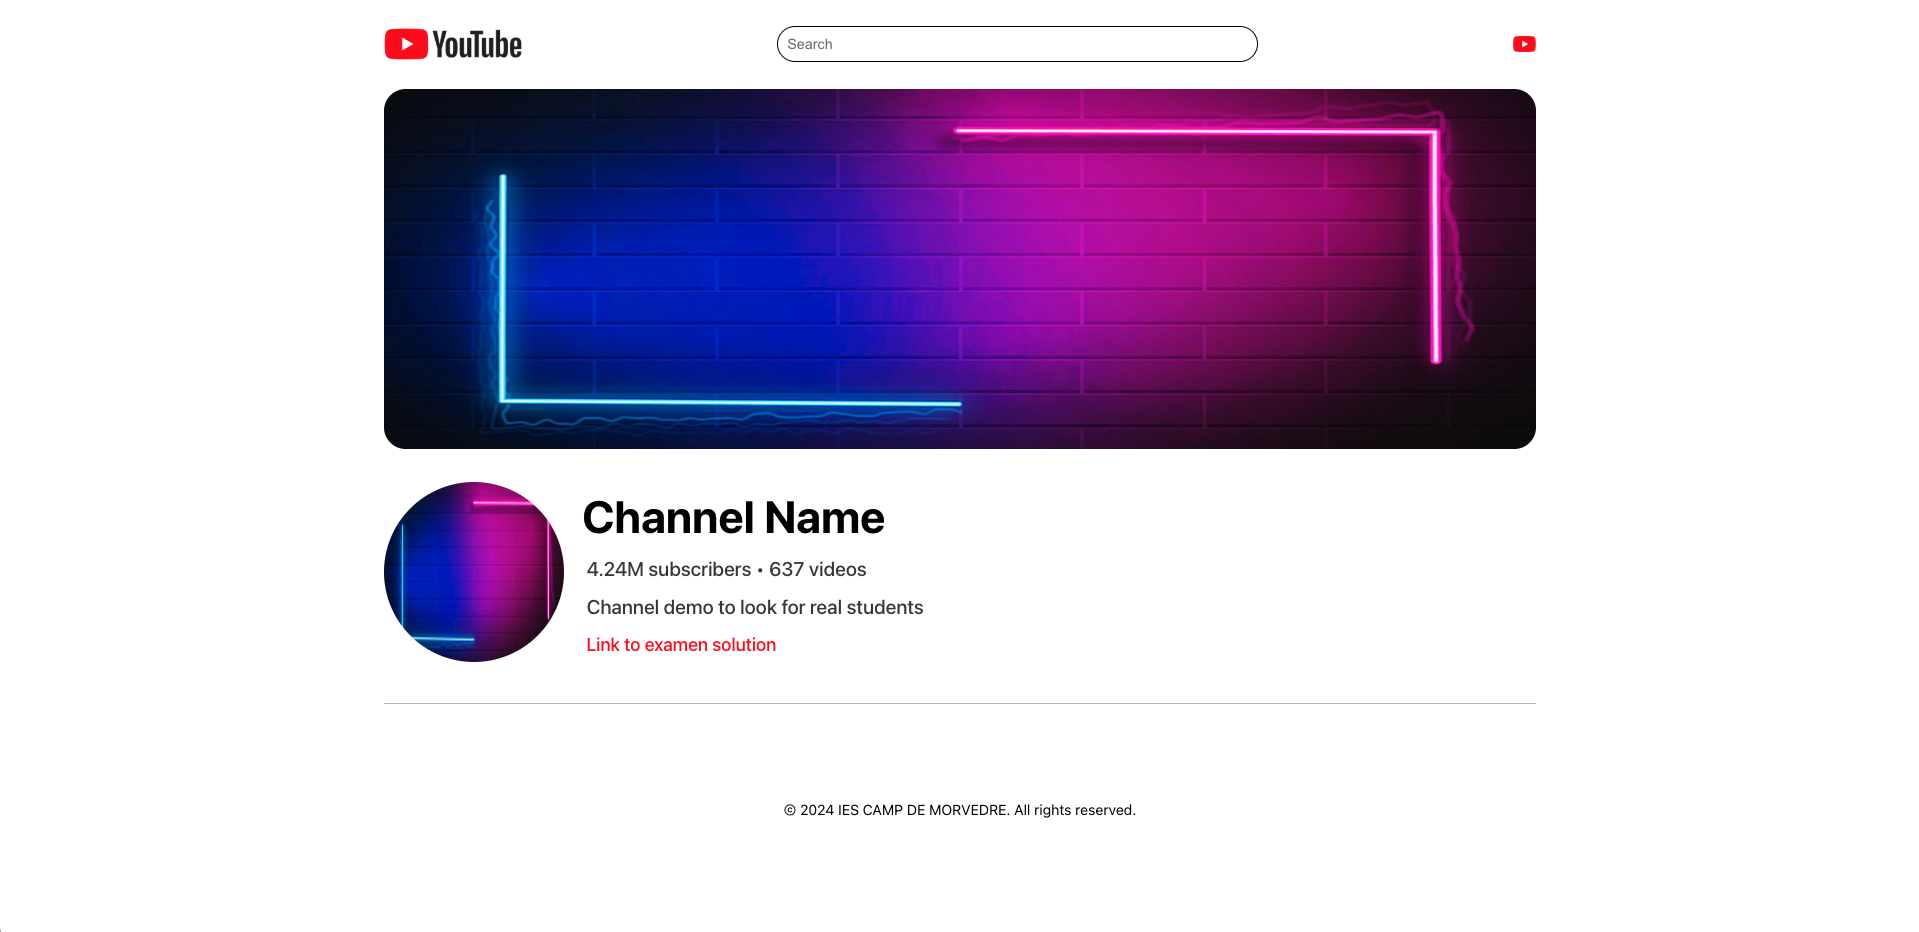 YouTube
Search
Channel Name
4.24M subscribers • 637 videos
Channel demo to look for real students
Link to examen solution
© 2024 IES CAMP DE MORVEDRE. All rights reserved.